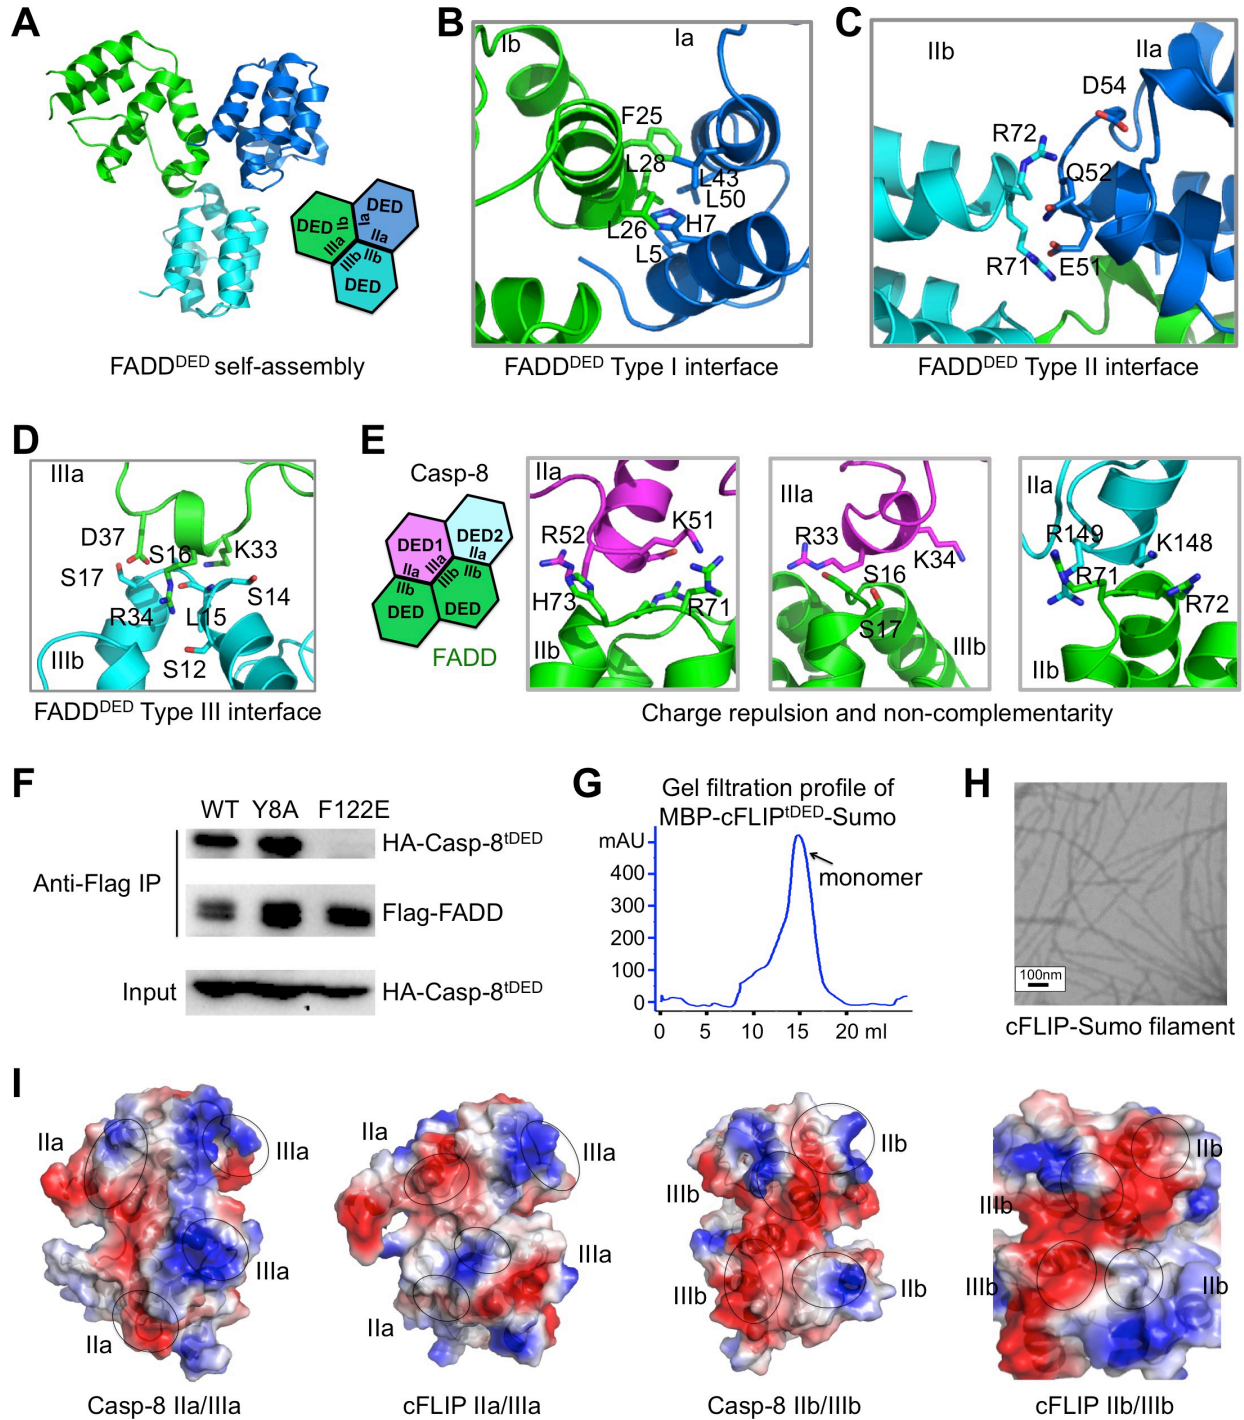 A
DED
Ib
Ia
DED
IIIa
IIa
IIIb
IIb
DED
FADDDED self-assembly
B
Ib
Ia
F25
L28
L43
L50
L26
H7
L5
FADDDED Type I interface
C
IIb
IIa
D54
R72
Q52
R71
E51
FADDDED Type II interface
D
IIIa
D37
S16
K33
S17
S14
R34
L15
IIIb
S12
FADDDED Type III interface
E
Casp-8
DED1
DED2
IIa
IIIa
IIa
IIb
IIIb
IIb
DED
DED
FADD
IIa
R52
K51
H73
R71
IIb
IIIa
R33
K34
S16
S17
IIIb
IIa
R149
K148
R71
R72
IIb
Charge repulsion and non-complementarity
F
WT Y8A F122E
HA-Casp-8tDED
Anti-Flag IP
Flag-FADD
Input
HA-Casp-8tDED
G
Gel filtration profile of
MBP-cFLIPtDED-Sumo
mAU
400
300
200
100
0
monomer
0 5 10 15 20 ml
H
100nm
cFLIP-Sumo filament
I
IIa
IIIa
IIIa
IIa
Casp-8 IIa/IIIa
IIa
IIIa
IIIa
IIa
cFLIP IIa/IIIa
IIb
IIIb
IIIb
IIb
Casp-8 IIb/IIIb
IIb
IIIb
IIIb
IIb
cFLIP IIb/IIIb